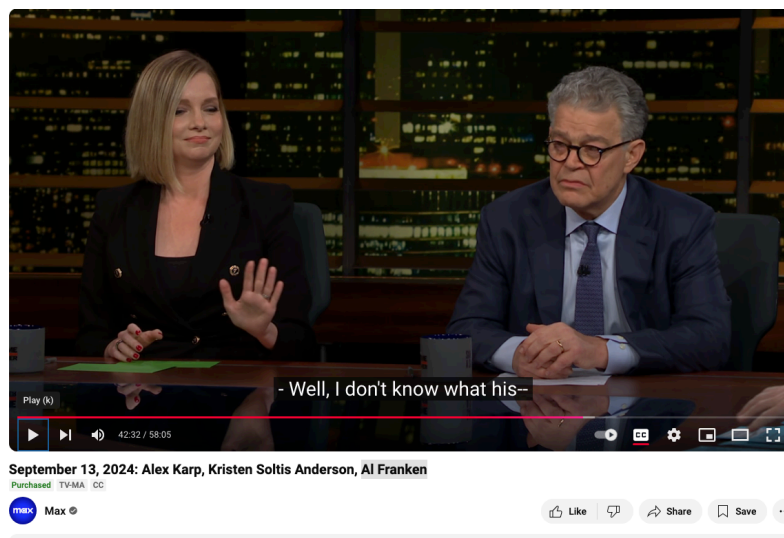 - Well, I don't know what his--
Play (k)
42:32 / 58:05
CC
September 13, 2024: Alex Karp, Kristen Soltis Anderson, Al Franken
Purchased TV-MA CC
max Max
Like Share Save